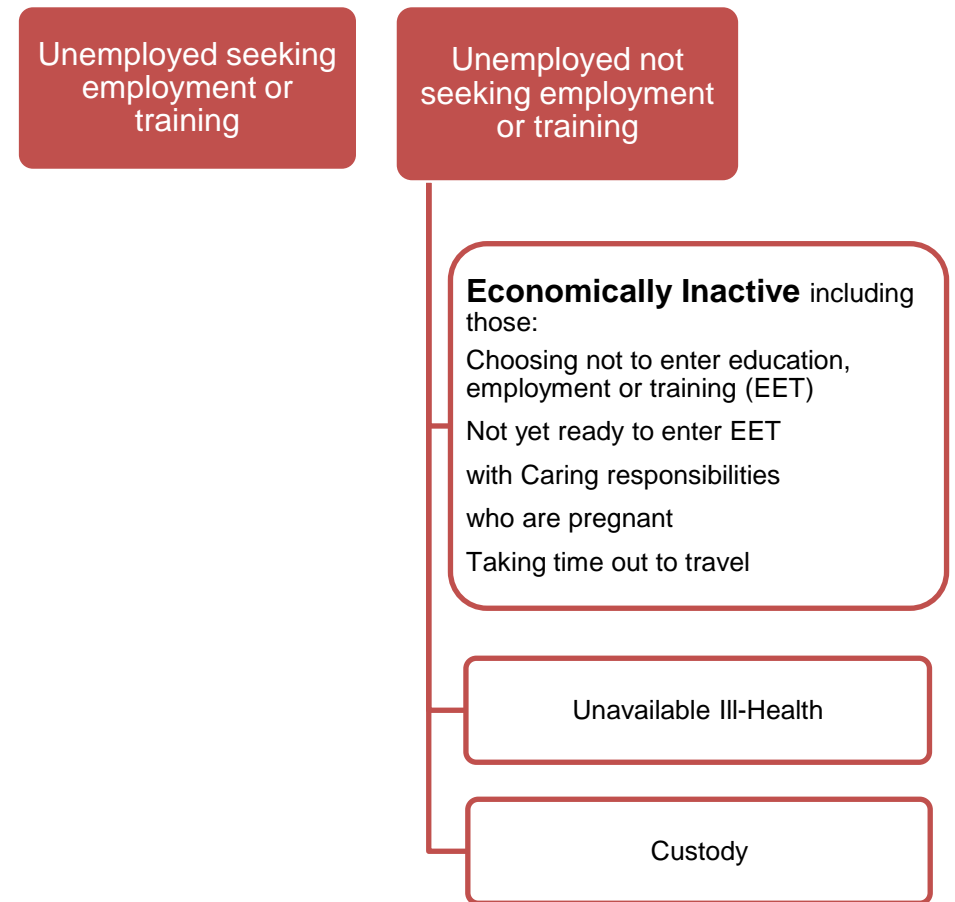 Unemployed seeking
employment or
training
Unemployed not
seeking employment
or training
Economically Inactive including
those:
Choosing not to enter education,
employment or training (EET)
Not yet ready to enter EET
with Caring responsibilities
who are pregnant
Taking time out to travel
Unavailable Ill-Health
Custody